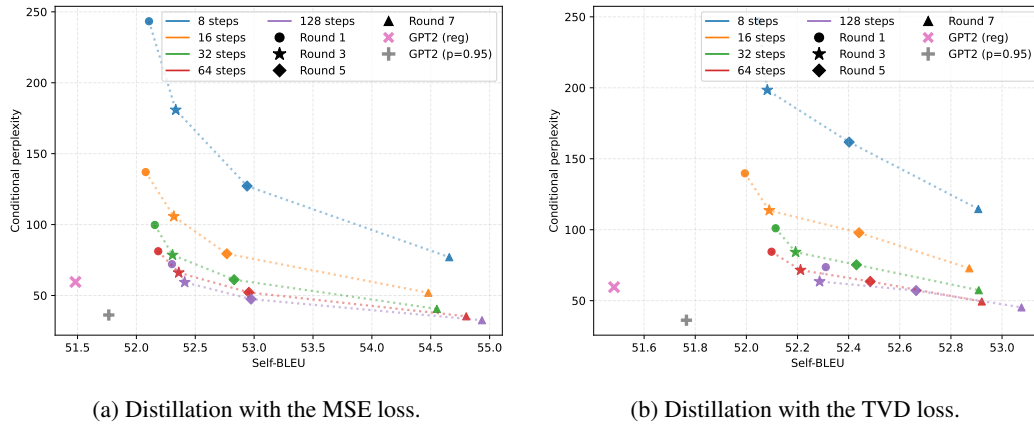 250
200
150
100
50
Conditional perplexity
51.5 52.0 52.5 53.0 53.5 54.0 54.5 55.0
Self-BLEU
8 steps
16 steps
32 steps
64 steps
128 steps
Round 1
Round 3
Round 5
Round 7
GPT2 (reg)
GPT2 (p=0.95)
(a) Distillation with the MSE loss.
250
200
150
100
50
Conditional perplexity
51.6 51.8 52.0 52.2 52.4 52.6 52.8 53.0
Self-BLEU
8 steps
16 steps
32 steps
64 steps
128 steps
Round 1
Round 3
Round 5
Round 7
GPT2 (reg)
GPT2 (p=0.95)
(b) Distillation with the TVD loss.